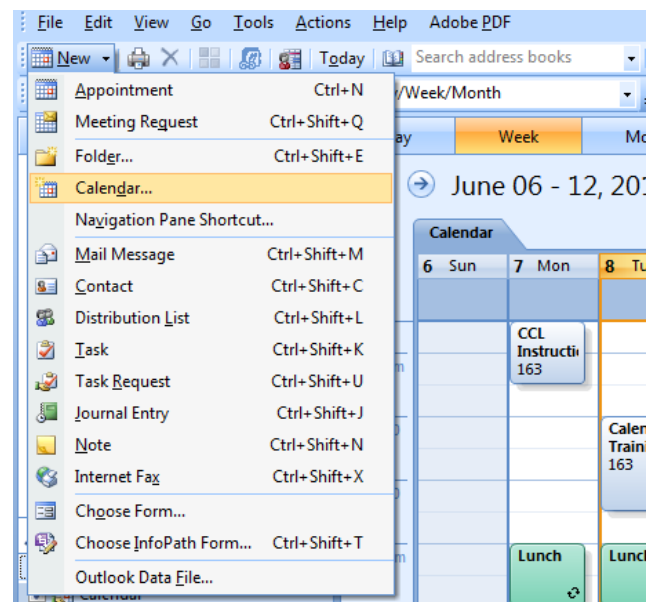 File Edit View Go Tools Actions Help Adobe PDF
New Today Search address books
Appointment Ctrl+N /Week/Month
Meeting Request Ctrl+Shift+Q
ay Week Mo
Folder... Ctrl+Shift+E
Calendar... June 06 - 12, 201
Navigation Pane Shortcut...
Calendar
Mail Message Ctrl+Shift+M
6 Sun 7 Mon 8 Tu
Contact Ctrl+Shift+C
Distribution List Ctrl+Shift+L
CCL
Task Ctrl+Shift+K Instructi
163
Task Request Ctrl+Shift+U
Journal Entry Ctrl+Shift+J
Calen
Note Ctrl+Shift+N Traini
163
Internet Fax Ctrl+Shift+X
Choose Form...
Choose InfoPath Form... Ctrl+Shift+T
Lunch Lunc
Outlook Data File...
Calendar